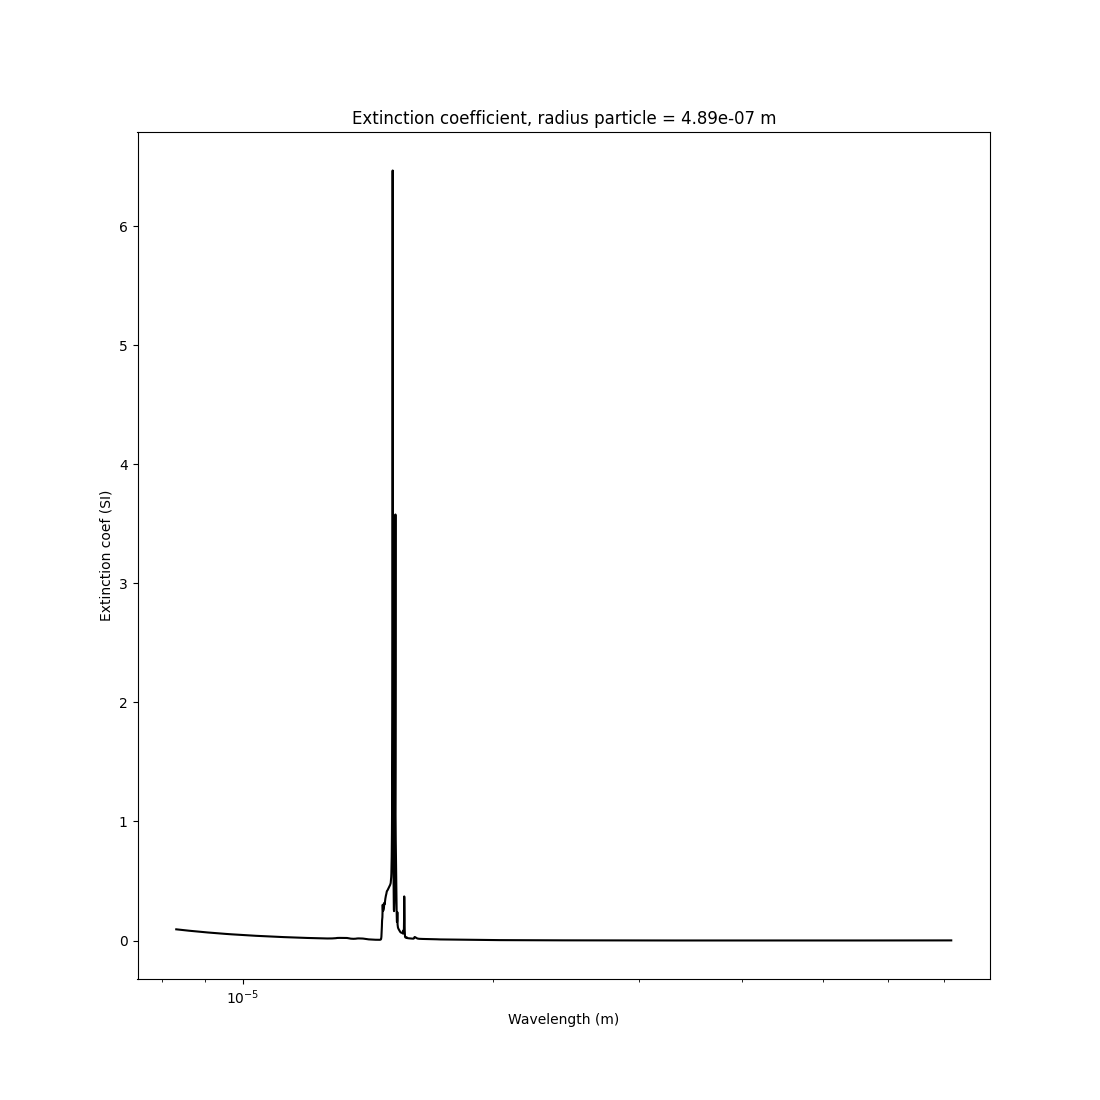 Extinction coefficient, radius particle = 4.89e-07 m
6
5
4
3
2
1
0
Extinction coef (SI)
10⁻⁵
Wavelength (m)